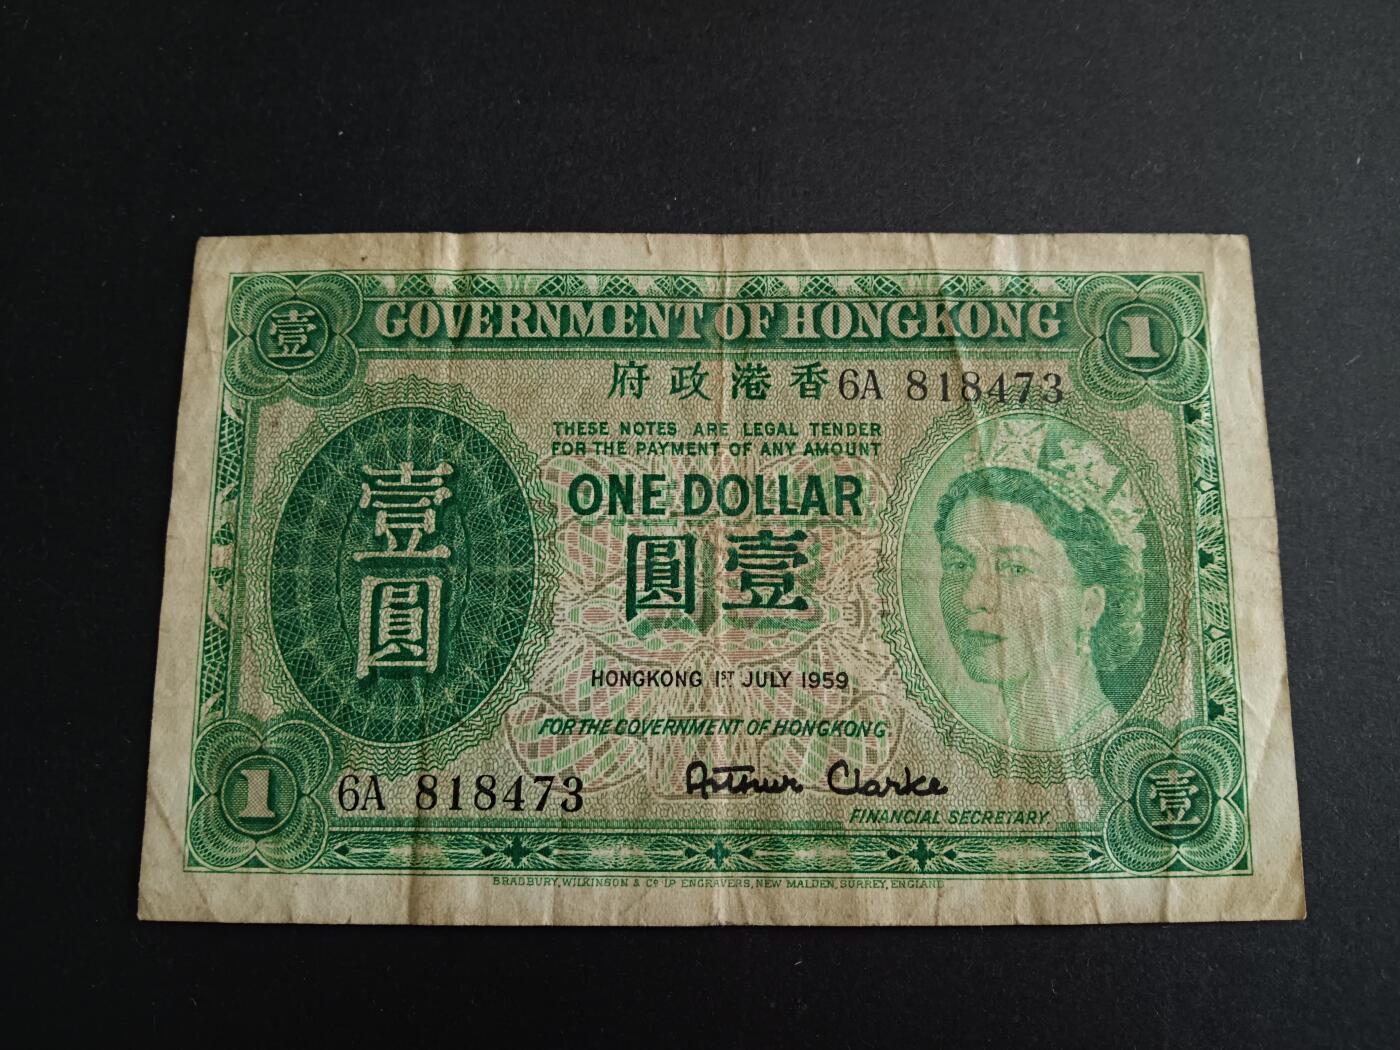 壹 GOVERNMENT OF HONGKONG 1
府政港香 6A 818473
THESE NOTES ARE LEGAL TENDER
FOR THE PAYMENT OF ANY AMOUNT
ONE DOLLAR
圓壹
壹
圓
HONGKONG 1ST JULY 1959
FOR THE GOVERNMENT OF HONGKONG
1 6A 818473 Arthur Clarke 壹
FINANCIAL SECRETARY
BRADBURY, WILKINSON & Co Ld ENGRAVERS, NEW MALDEN, SURREY, ENGLAND